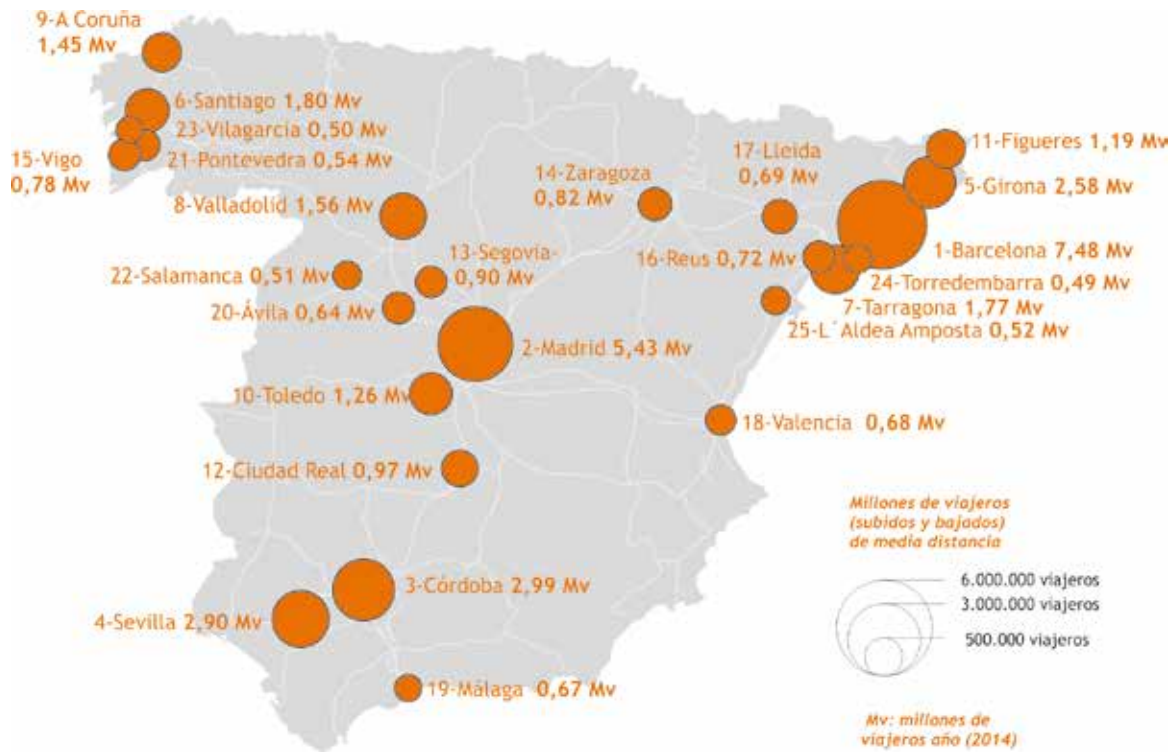 9-A Coruña
1,45 Mv
6-Santiago 1,80 Mv
23-Vilagarcia 0,50 Mv
15-Vigo
0,78 Mv
21-Pontevedra 0,54 Mv
8-Valladolid 1,56 Mv
22-Salamanca 0,51 Mv
13-Segovia-
0,90 Mv
20-Ávila 0,64 Mv
14-Zaragoza
0,82 Mv
17-Lleida
0,69 Mv
11-Figueres 1,19 Mv
5-Girona 2,58 Mv
1-Barcelona 7,48 Mv
16-Reus 0,72 Mv
24-Torredembarra 0,49 Mv
7-Tarragona 1,77 Mv
25-L´Aldea Amposta 0,52 Mv
2-Madrid 5,43 Mv
10-Toledo 1,26 Mv
18-Valencia 0,68 Mv
12-Ciudad Real 0,97 Mv
3-Córdoba 2,99 Mv
4-Sevilla 2,90 Mv
19-Málaga 0,67 Mv
Millones de viajeros
(subidos y bajados)
de media distancia
6.000.000 viajeros
3.000.000 viajeros
500.000 viajeros
Mv: millones de
viajeros año (2014)